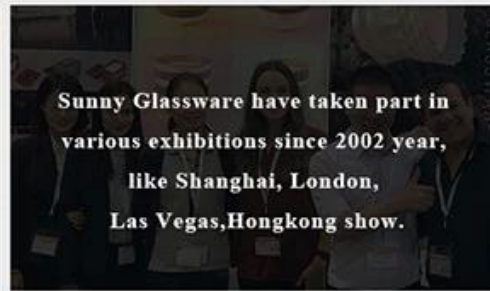 Sunny Glassware have taken part in
various exhibitions since 2002 year,
like Shanghai, London,
Las Vegas,Hongkong show.